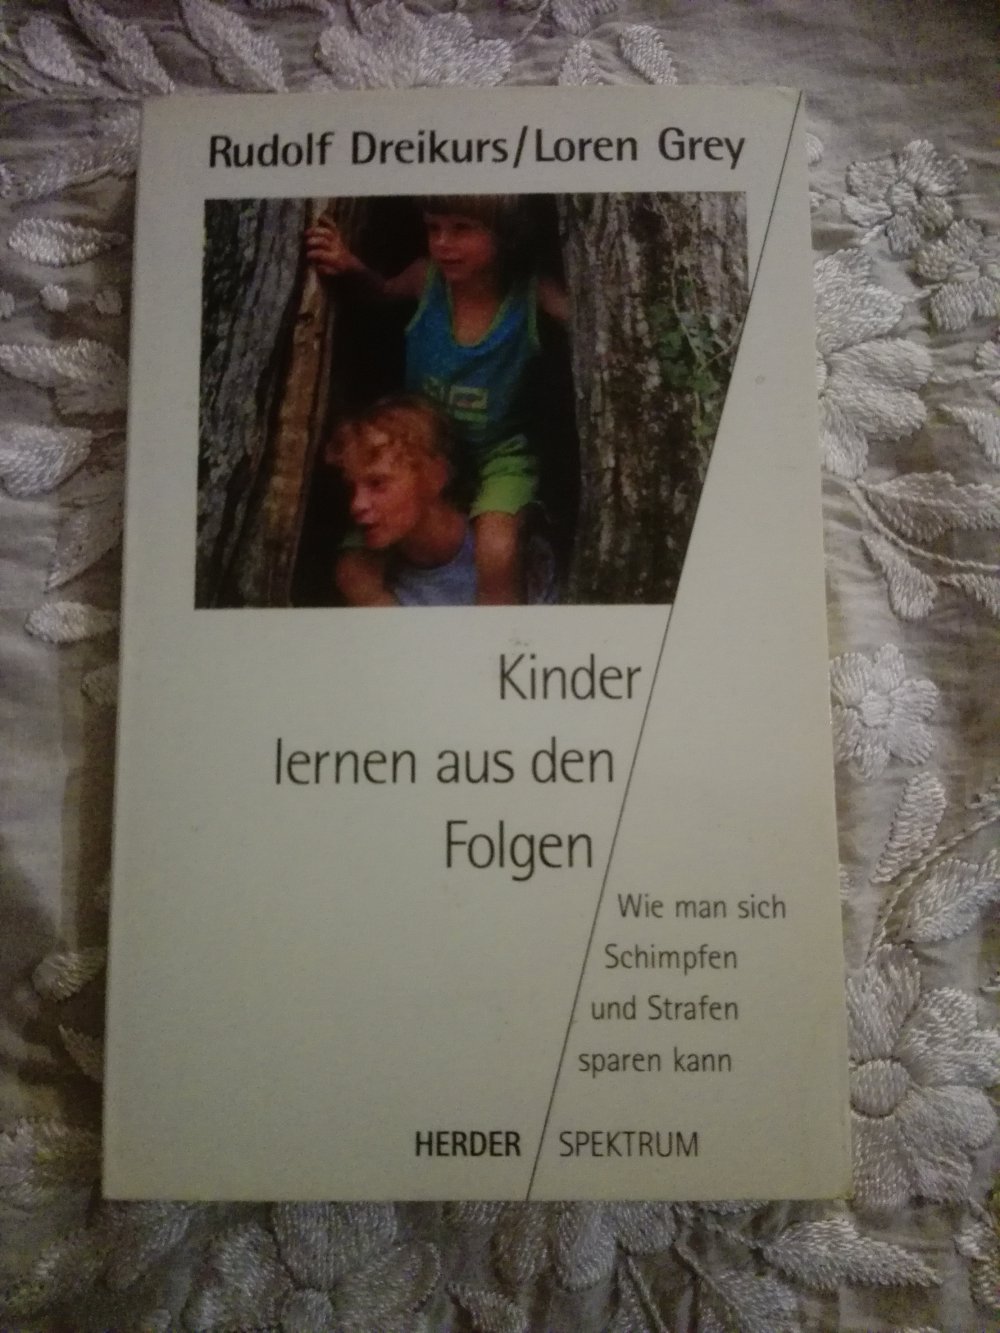 Rudolf Dreikurs/Loren Grey
Kinder
lernen aus den
Folgen
Wie man sich
Schimpfen
und Strafen
sparen kann
HERDER SPEKTRUM